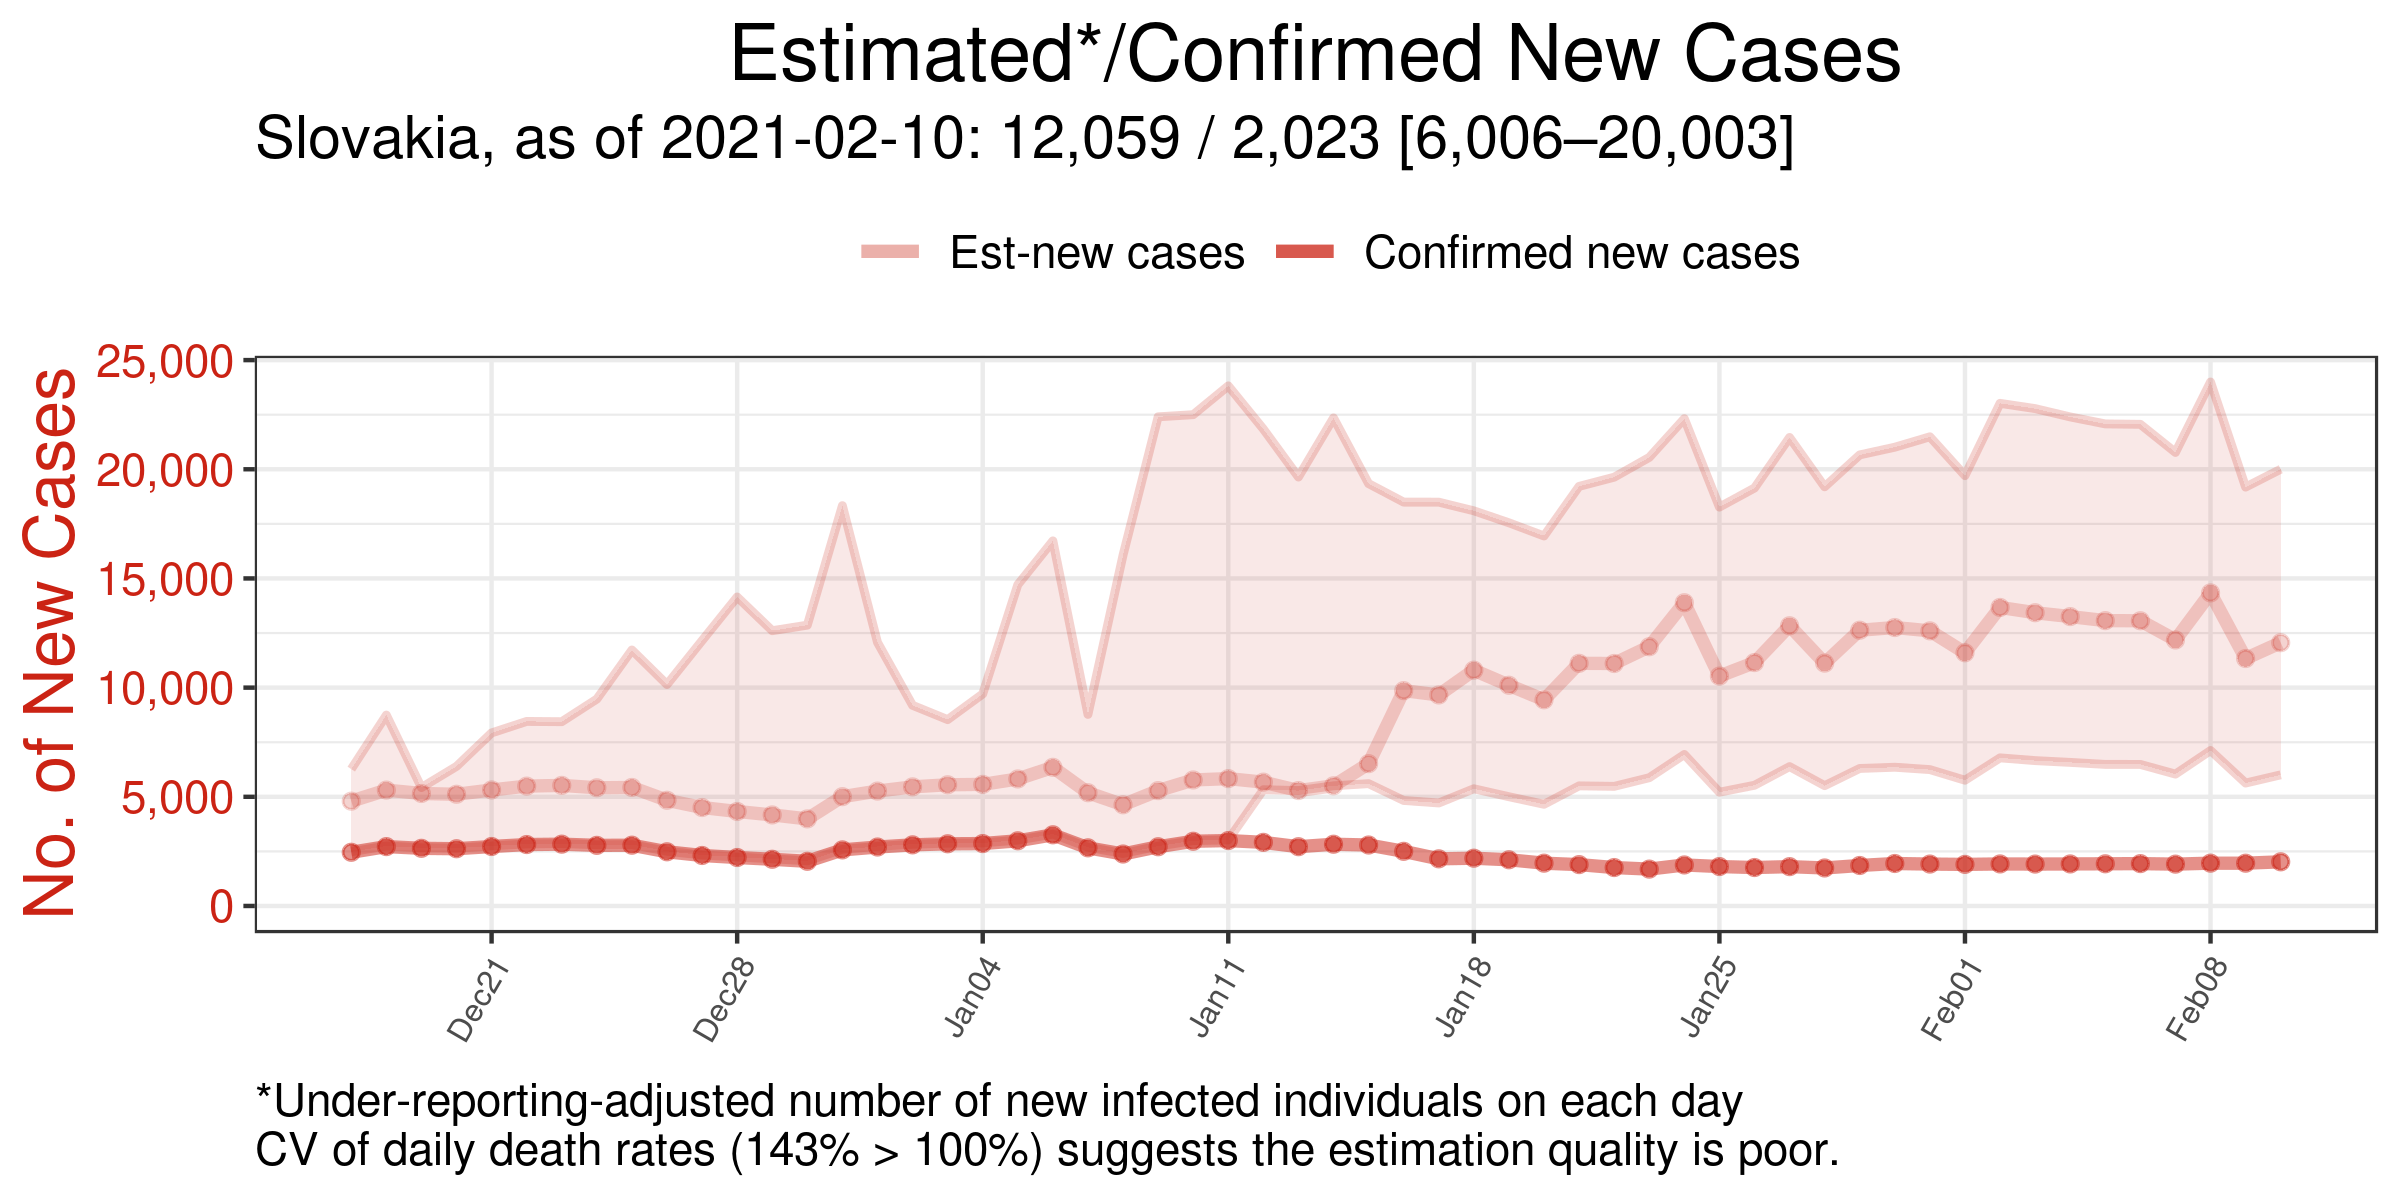 Estimated*/Confirmed New Cases
Slovakia, as of 2021-02-10: 12,059 / 2,023 [6,006–20,003]
Est-new cases Confirmed new cases
No. of New Cases
25,000
20,000
15,000
10,000
5,000
0
Dec21 Dec28 Jan04 Jan11 Jan18 Jan25 Feb01 Feb08
*Under-reporting-adjusted number of new infected individuals on each day
CV of daily death rates (143% > 100%) suggests the estimation quality is poor.